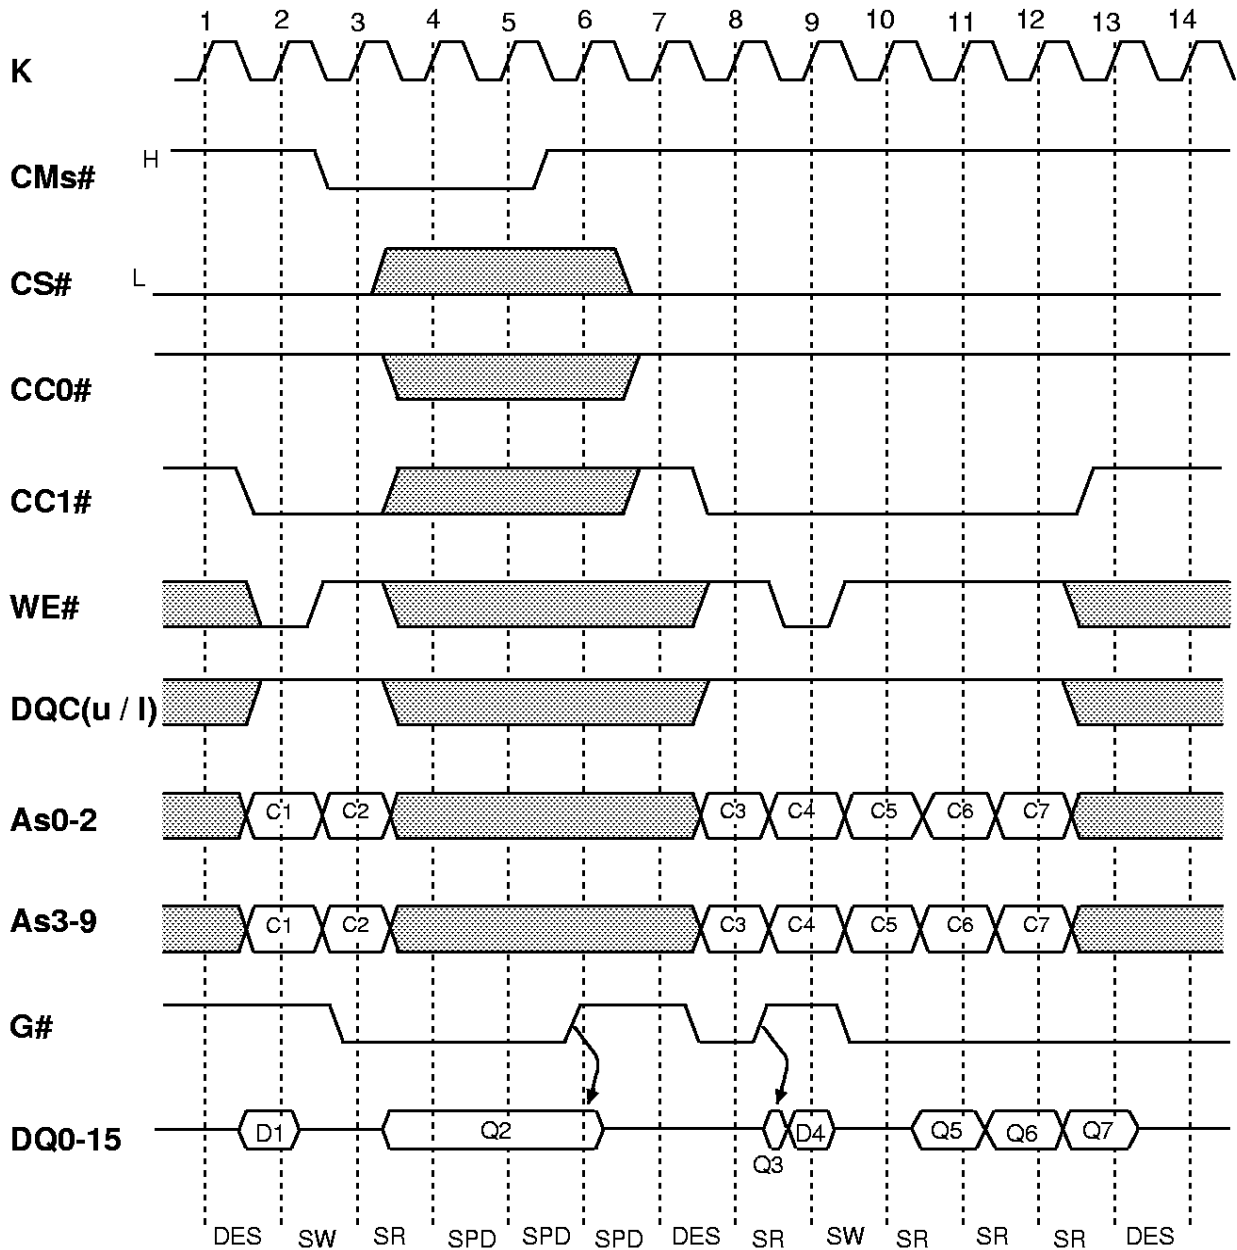 1 2 3 4 5 6 7 8 9 10 11 12 13 14
K
H
CMs#
L
CS#
CC0#
CC1#
WE#
DQC(u / l)
As0-2 C1 C2 C3 C4 C5 C6 C7
As3-9 C1 C2 C3 C4 C5 C6 C7
G#
DQ0-15 D1 Q2 D4 Q5 Q6 Q7
Q3
DES SW SR SPD SPD SPD DES SR SW SR SR SR DES